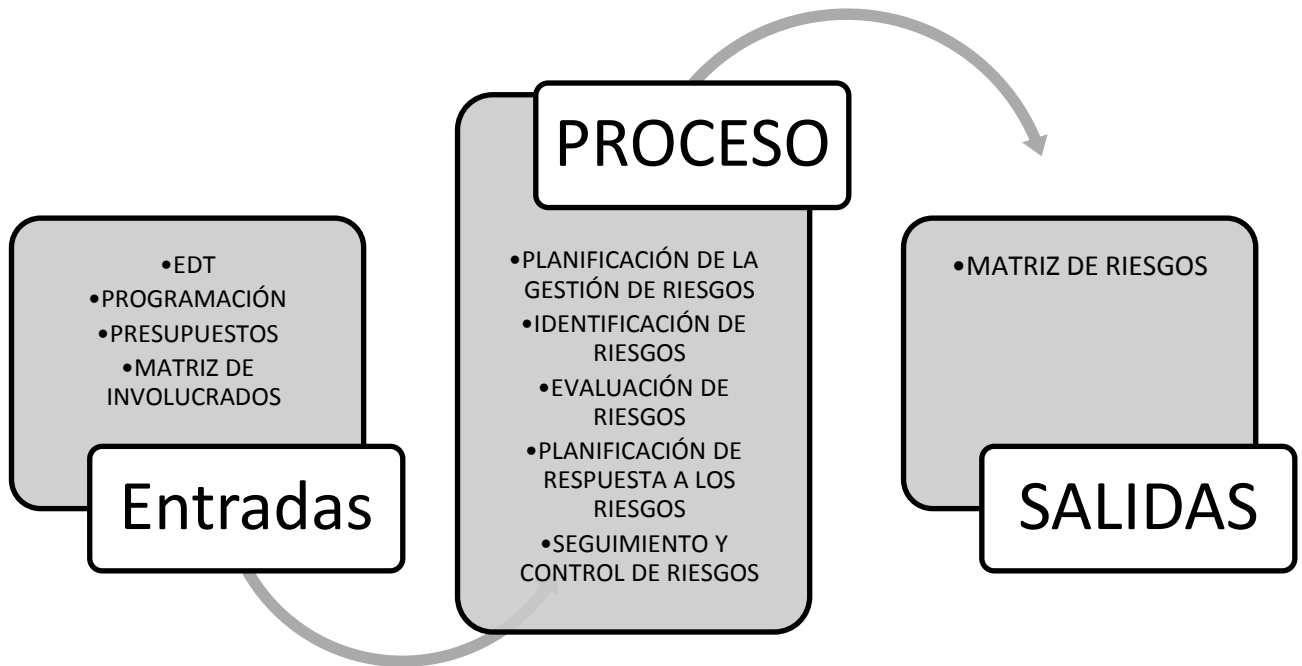 •EDT
•PROGRAMACIÓN
•PRESUPUESTOS
•MATRIZ DE
INVOLUCRADOS
Entradas
PROCESO
•PLANIFICACIÓN DE LA
GESTIÓN DE RIESGOS
•IDENTIFICACIÓN DE
RIESGOS
•EVALUACIÓN DE
RIESGOS
•PLANIFICACIÓN DE
RESPUESTA A LOS
RIESGOS
•SEGUIMIENTO Y
CONTROL DE RIESGOS
•MATRIZ DE RIESGOS
SALIDAS